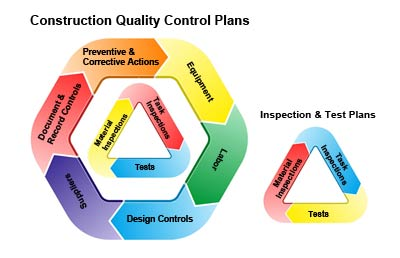 Construction Quality Control Plans
Preventive &
Corrective Actions
Equipment
Labor
Design Controls
Suppliers
Document &
Record Controls
Material
Inspections
Task
Inspections
Tests
Inspection & Test Plans
Material
Inspections
Task
Inspections
Tests